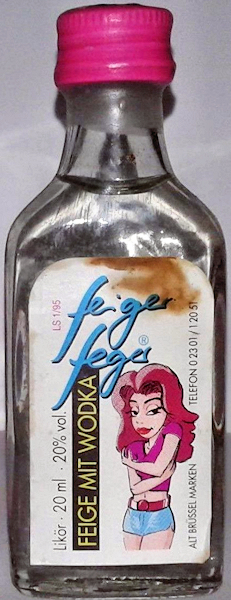 feiger
feger®
LS 1/95
Likör · 20 ml · 20% vol.
FEIGE MIT WODKA
ALT BRÜSSEL MARKEN TELEFON 0 23 01 / 1 20 51